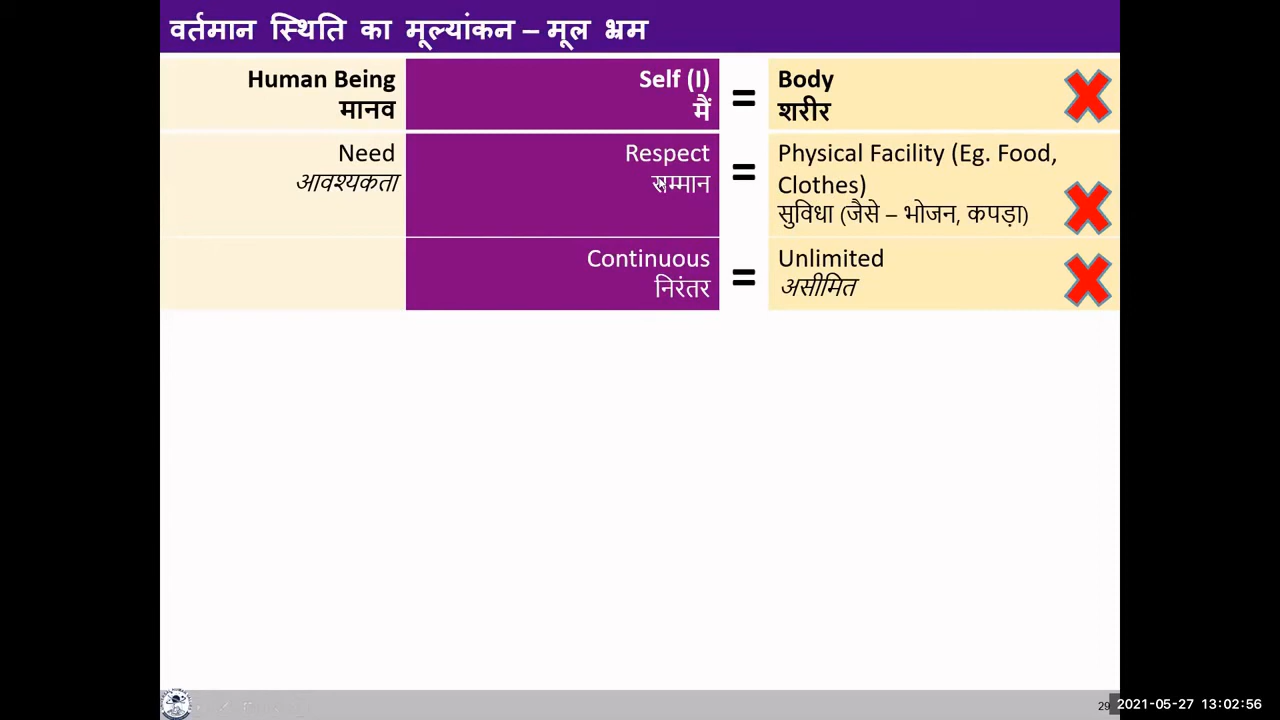 वर्तमान स्थिति का मूल्यांकन – मूल भ्रम
Human Being
मानव
Self (I)
मैं
=
Body
शरीर
Need
आवश्यकता
Respect
सम्मान
=
Physical Facility (Eg. Food,
Clothes)
सुविधा (जैसे – भोजन, कपड़ा)
Continuous
निरंतर
=
Unlimited
असीमित
29
2021-05-27 13:02:56